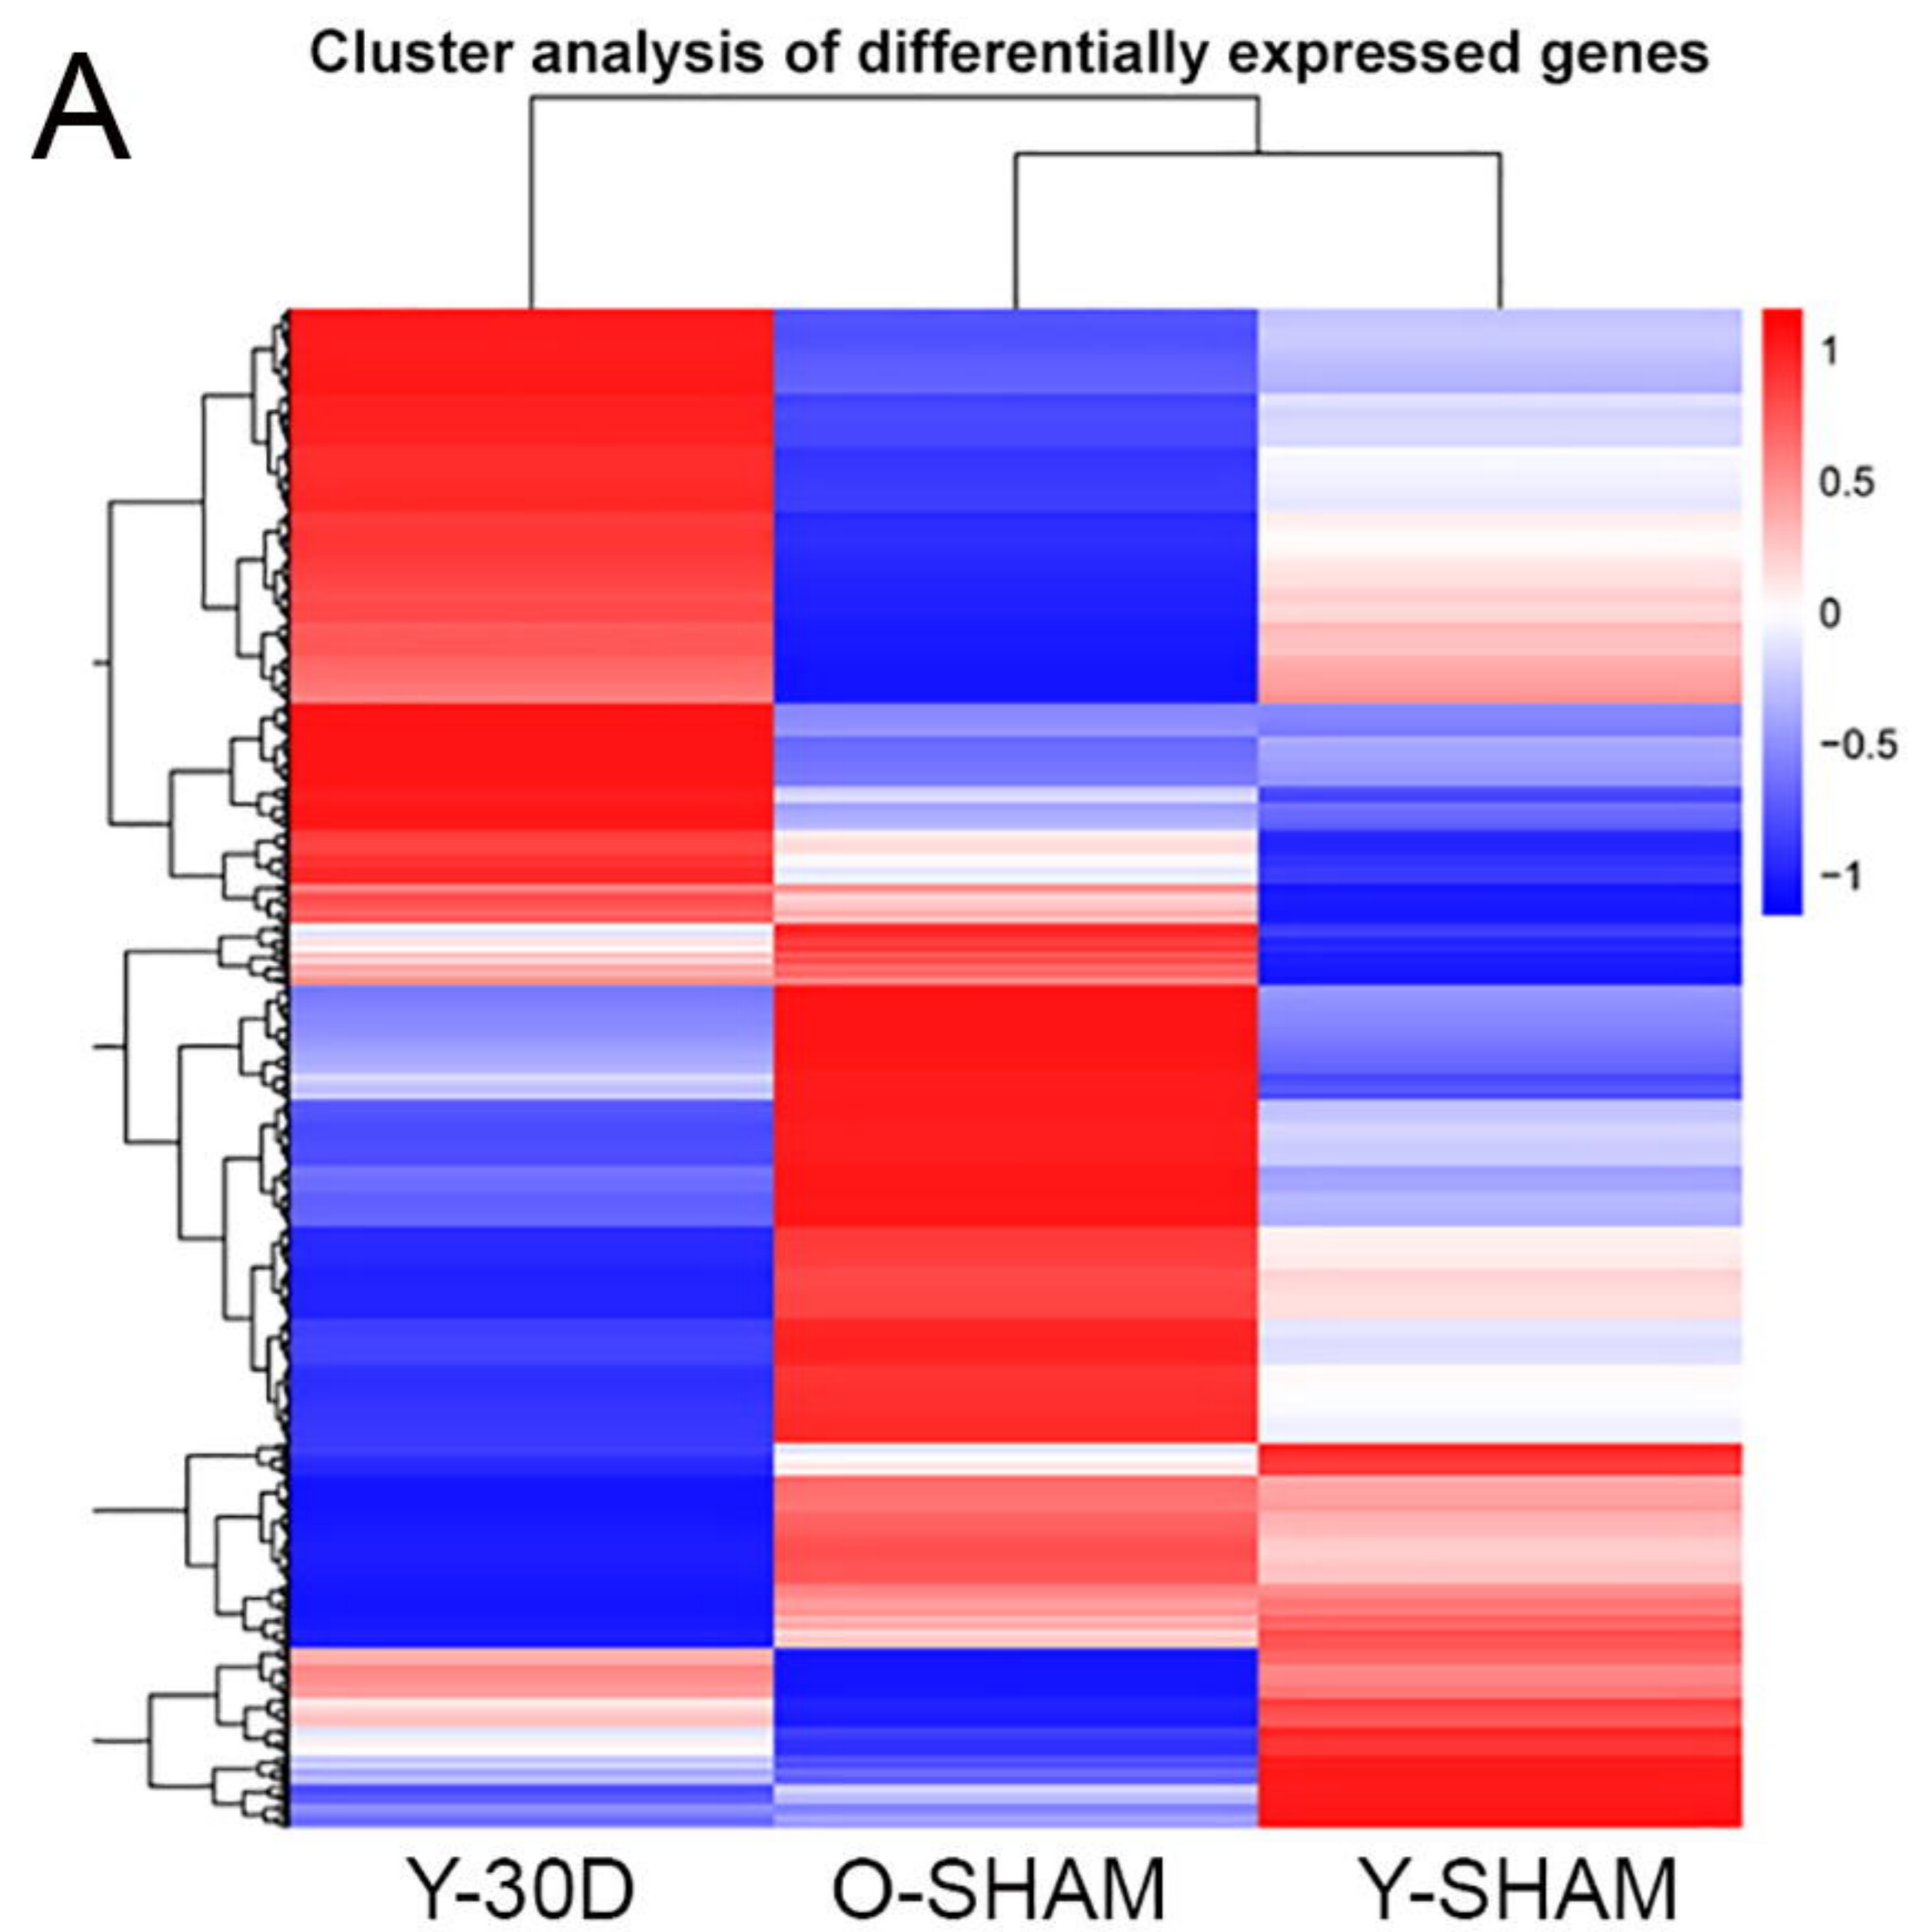 A
Cluster analysis of differentially expressed genes
1
0.5
0
−0.5
−1
Y-30D
O-SHAM
Y-SHAM